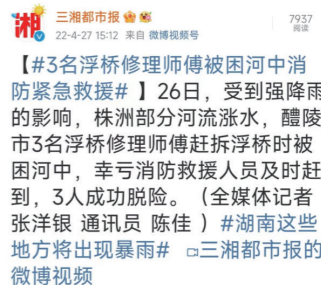 湘
三湘都市报
7937
22-4-27 15:12 来自 微博视频号
阅读
【#3名浮桥修理师傅被困河中消
防紧急救援# 】26日，受到强降雨
的影响，株洲部分河流涨水，醴陵
市3名浮桥修理师傅赶拆浮桥时被
困河中，幸亏消防救援人员及时赶
到，3人成功脱险。（全媒体记者
张洋银 通讯员 陈佳 ）#湖南这些
地方将出现暴雨# 三湘都市报的
微博视频